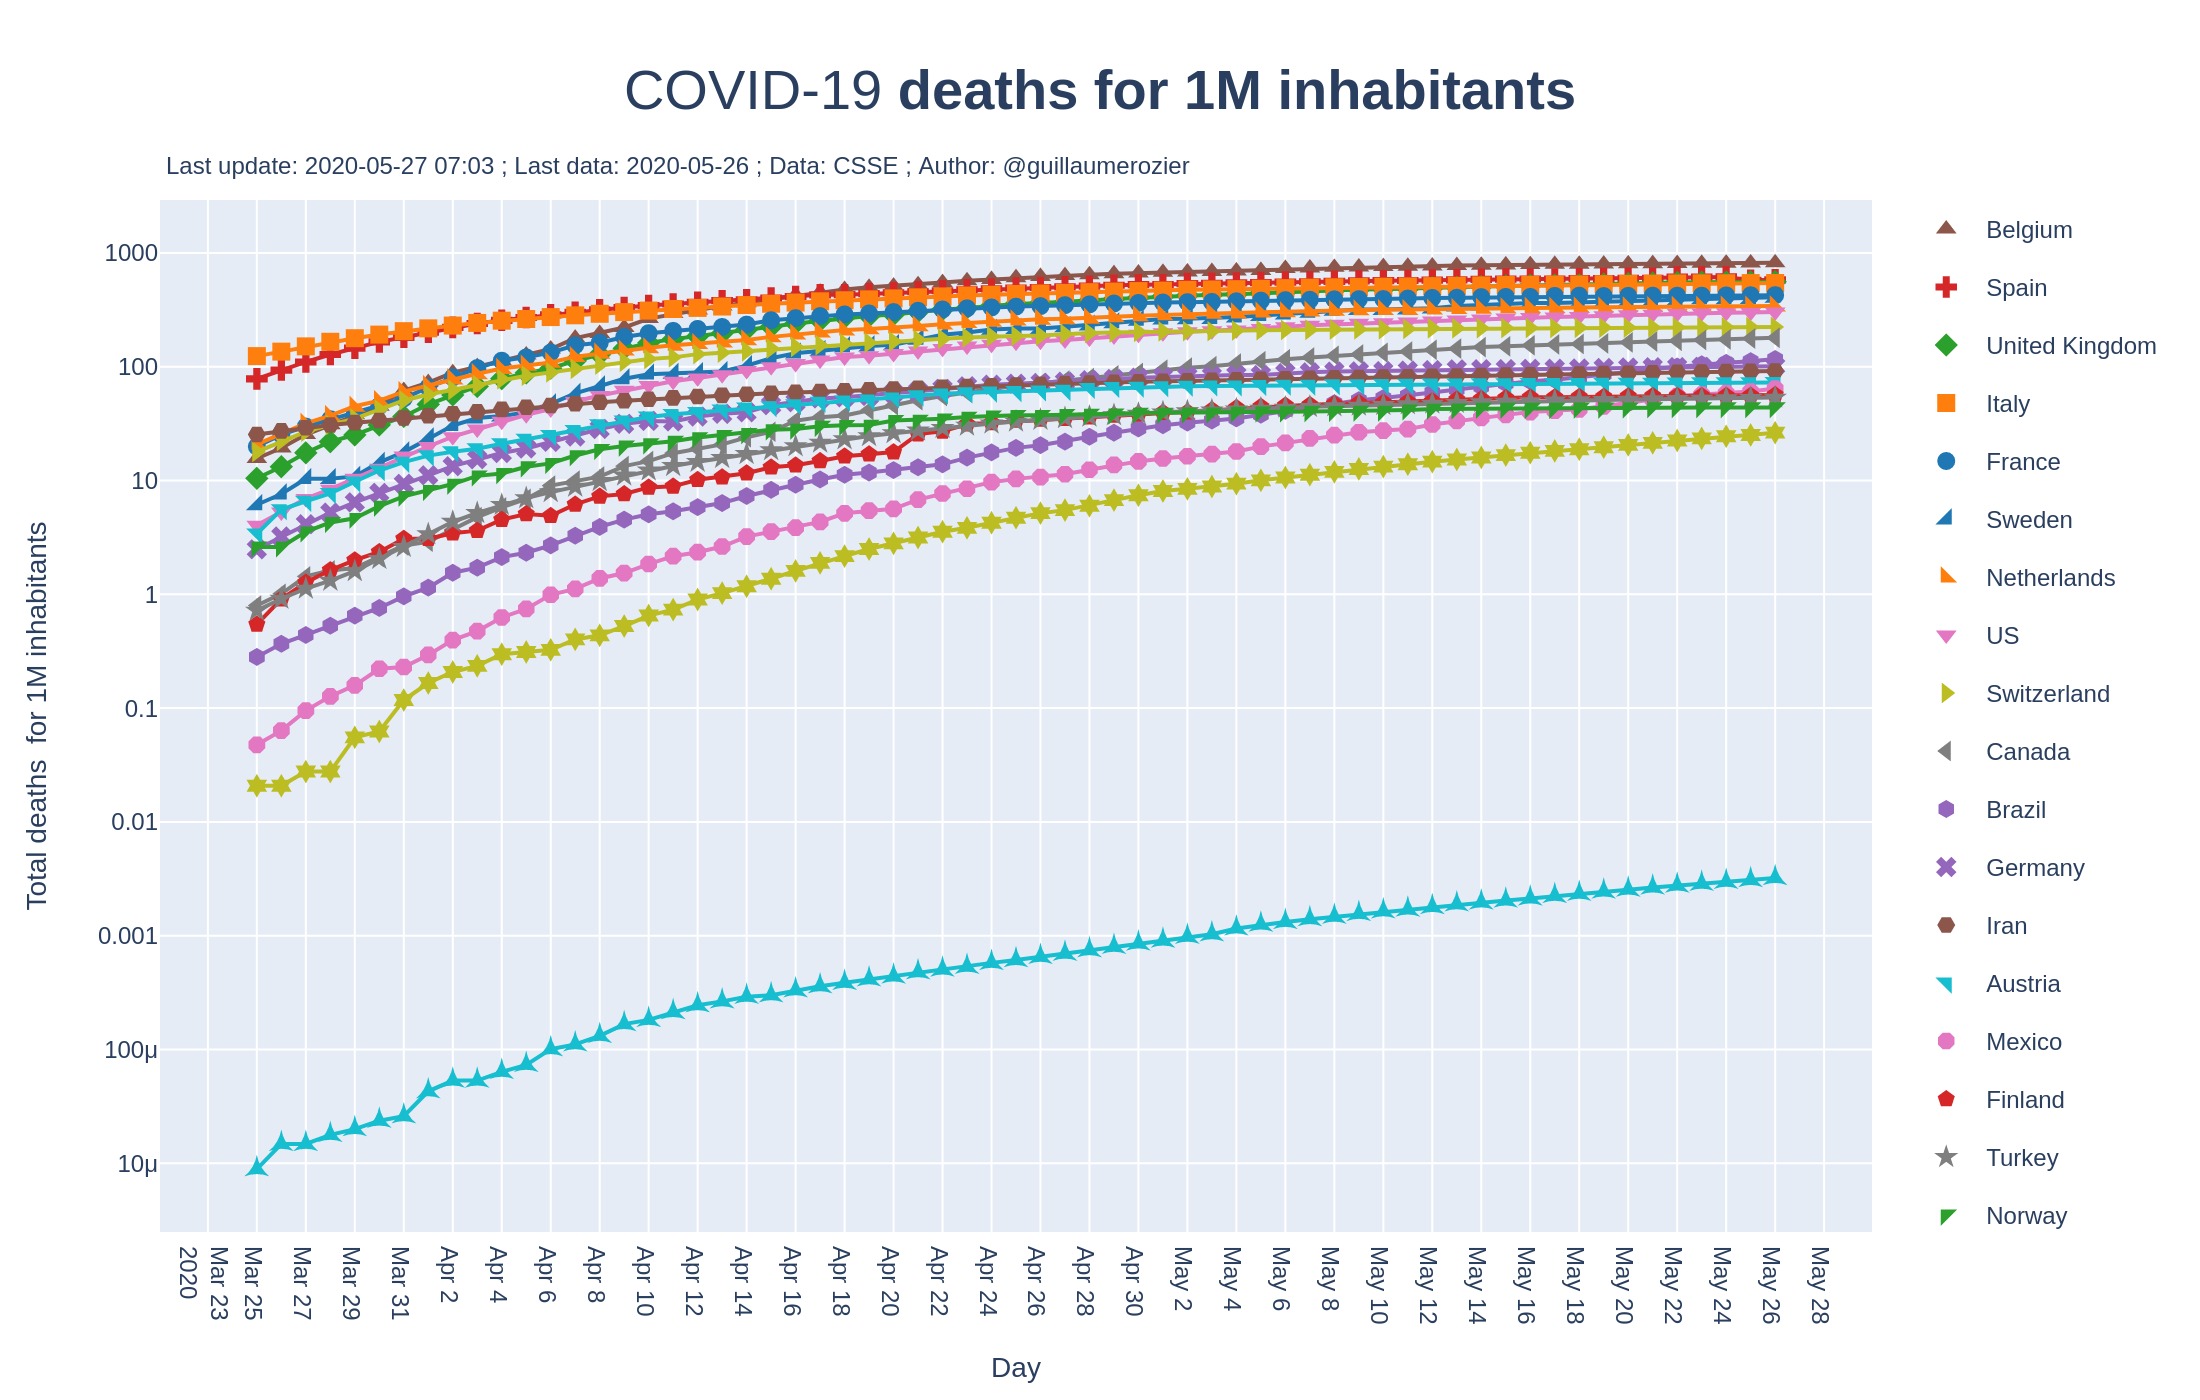 COVID-19 deaths for 1M inhabitants
Last update: 2020-05-27 07:03 ; Last data: 2020-05-26 ; Data: CSSE ; Author: @guillaumerozier
Total deaths for 1M inhabitants
1000
100
10
1
0.1
0.01
0.001
100μ
10μ
Mar 23
2020
Mar 25
Mar 27
Mar 29
Mar 31
Apr 2
Apr 4
Apr 6
Apr 8
Apr 10
Apr 12
Apr 14
Apr 16
Apr 18
Apr 20
Apr 22
Apr 24
Apr 26
Apr 28
Apr 30
May 2
May 4
May 6
May 8
May 10
May 12
May 14
May 16
May 18
May 20
May 22
May 24
May 26
May 28
Day
Belgium
Spain
United Kingdom
Italy
France
Sweden
Netherlands
US
Switzerland
Canada
Brazil
Germany
Iran
Austria
Mexico
Finland
Turkey
Norway